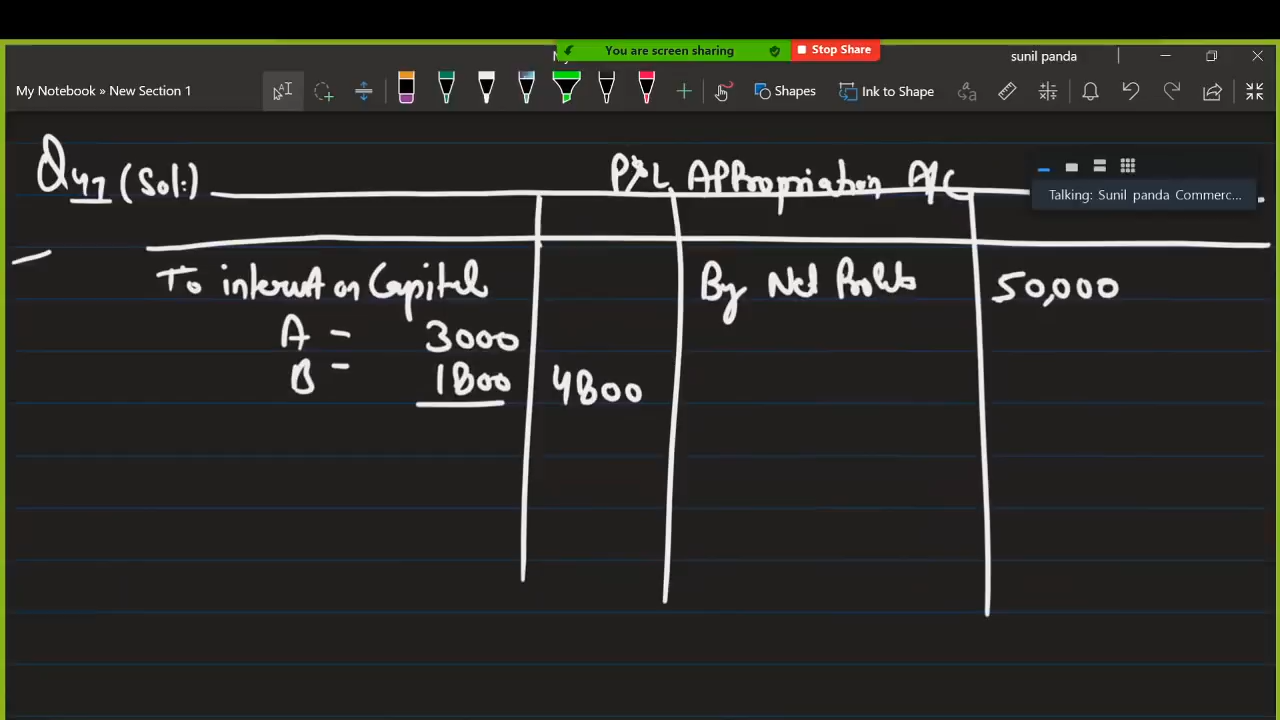 You are screen sharing
Stop Share
sunil panda
My Notebook » New Section 1
Shapes
Ink to Shape
Talking: Sunil panda Commerc...
Q47 (Sol:)
P&L Appropriation A/C
To interest on Capital
By Net Profits 50,000
A - 3000
B - 1800 4800